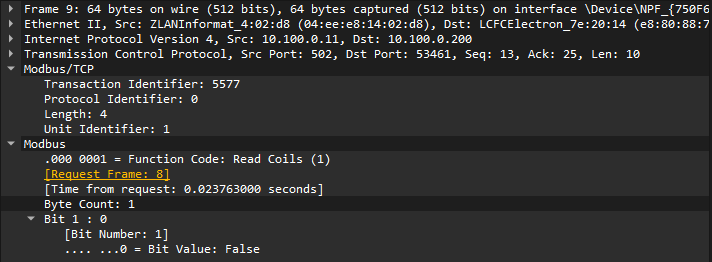 Frame 9: 64 bytes on wire (512 bits), 64 bytes captured (512 bits) on interface \Device\NPF_{750F6
Ethernet II, Src: ZLANInformat_4:02:d8 (04:ee:e8:14:02:d8), Dst: LCFCElectron_7e:20:14 (e8:80:88:7
Internet Protocol Version 4, Src: 10.100.0.11, Dst: 10.100.0.200
Transmission Control Protocol, Src Port: 502, Dst Port: 53461, Seq: 13, Ack: 25, Len: 10
Modbus/TCP
Transaction Identifier: 5577
Protocol Identifier: 0
Length: 4
Unit Identifier: 1
Modbus
.000 0001 = Function Code: Read Coils (1)
[Request Frame: 8]
[Time from request: 0.023763000 seconds]
Byte Count: 1
Bit 1 : 0
[Bit Number: 1]
.... ...0 = Bit Value: False